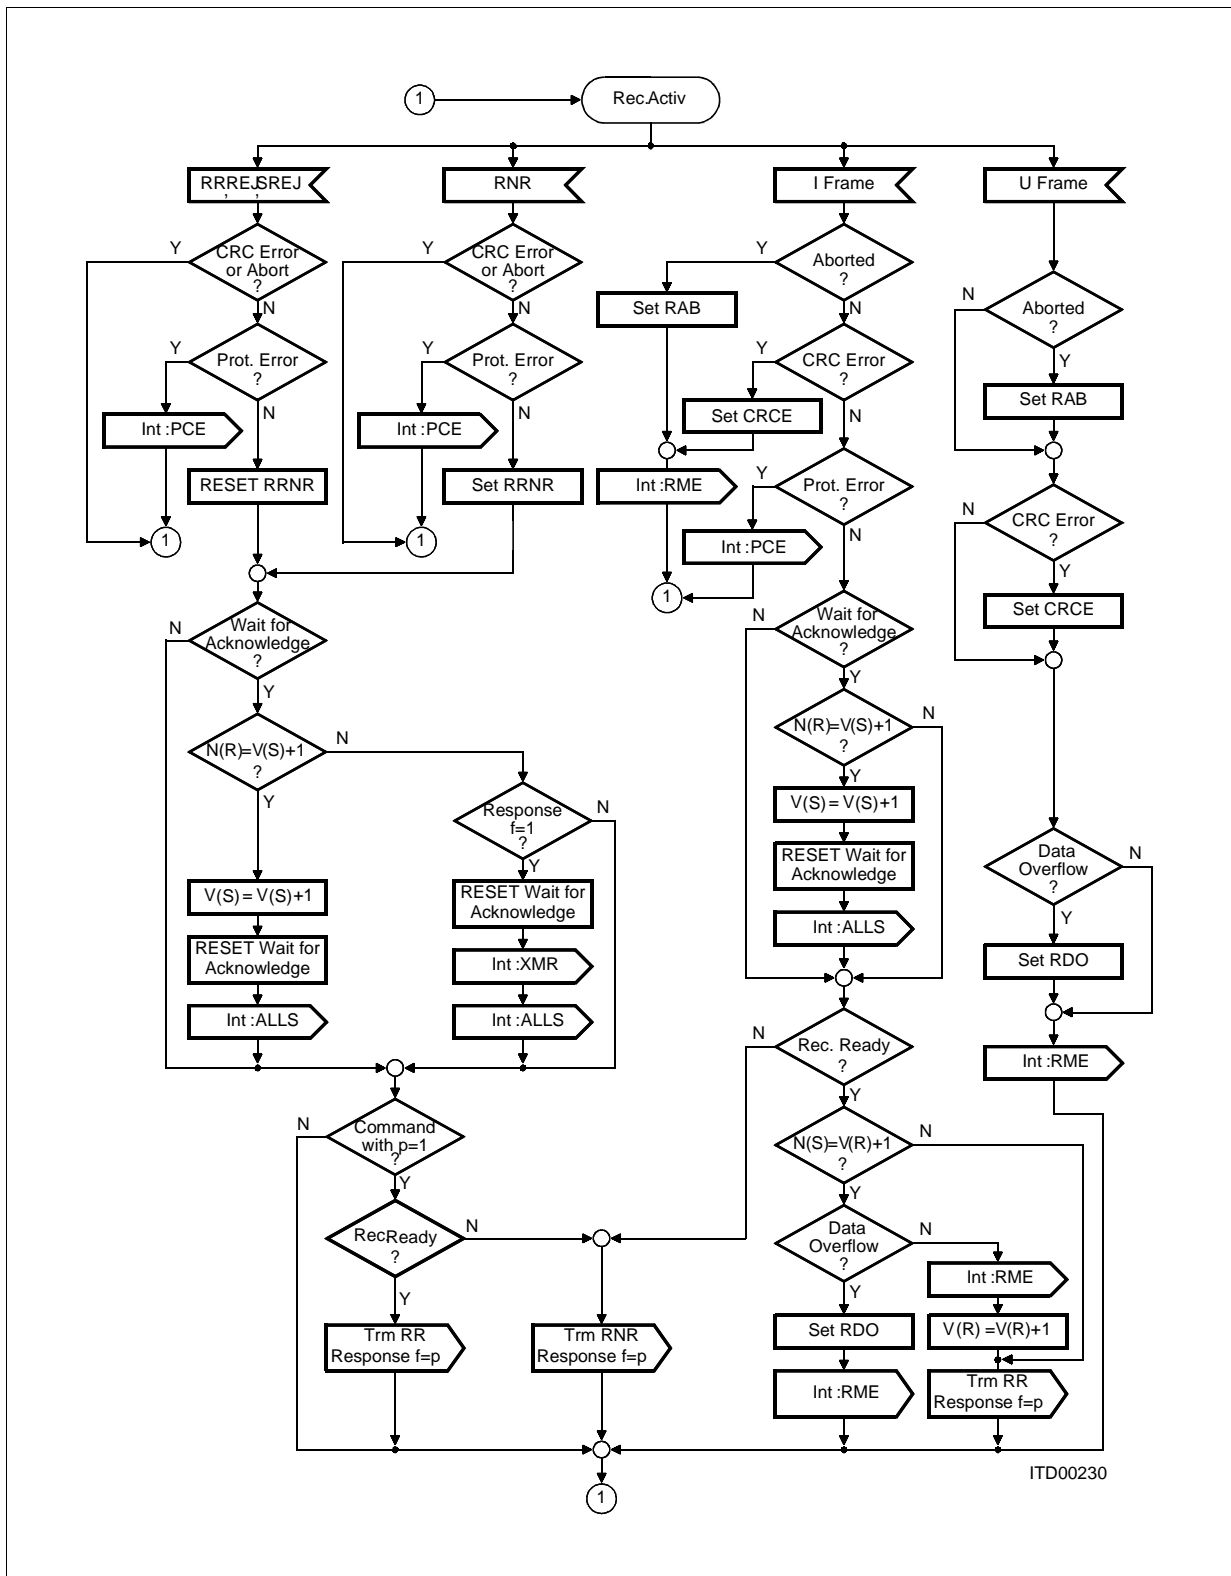 1
Rec.Activ
RR,REJ,SREJ
RNR
I Frame
U Frame
Y
CRC Error
or Abort
?
N
Y
Prot. Error
?
N
Int :PCE
RESET RRNR
1
Y
CRC Error
or Abort
?
N
Y
Prot. Error
?
N
Int :PCE
Set RRNR
1
Y
Aborted
?
N
Set RAB
Y
CRC Error
?
N
Set CRCE
Int :RME
Y
Prot. Error
?
N
Int :PCE
1
N
Aborted
?
Y
Set RAB
N
CRC Error
?
Y
Set CRCE
N
Wait for
Acknowledge
?
Y
N(R)=V(S)+1
?
N
Y
Response
f=1
?
N
Y
V(S) = V(S)+1
RESET Wait for
Acknowledge
Int :ALLS
RESET Wait for
Acknowledge
Int :XMR
Int :ALLS
N
Wait for
Acknowledge
?
Y
N(R)=V(S)+1
?
N
Y
V(S) = V(S)+1
RESET Wait for
Acknowledge
Int :ALLS
Data
Overflow
?
N
Y
Set RDO
Int :RME
N
Command
with p=1
?
Y
RecReady
?
N
Y
Trm RR
Response f=p
Trm RNR
Response f=p
N
Rec. Ready
?
Y
N(S)=V(R)+1
?
N
Y
Data
Overflow
?
N
Y
Set RDO
Int :RME
Int :RME
V(R) =V(R)+1
Trm RR
Response f=p
1
ITD00230